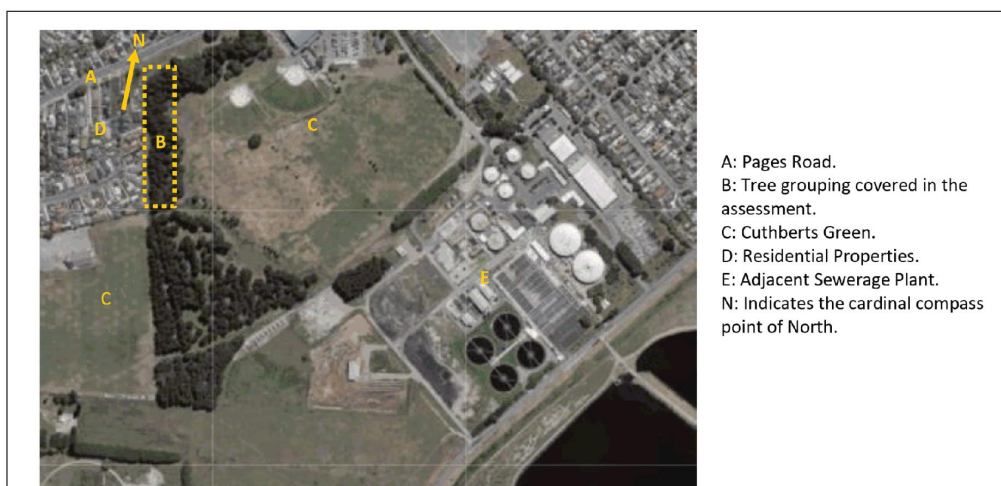 N
A
D
B
C
C
E
A: Pages Road.
B: Tree grouping covered in the
assessment.
C: Cuthberts Green.
D: Residential Properties.
E: Adjacent Sewerage Plant.
N: Indicates the cardinal compass
point of North.